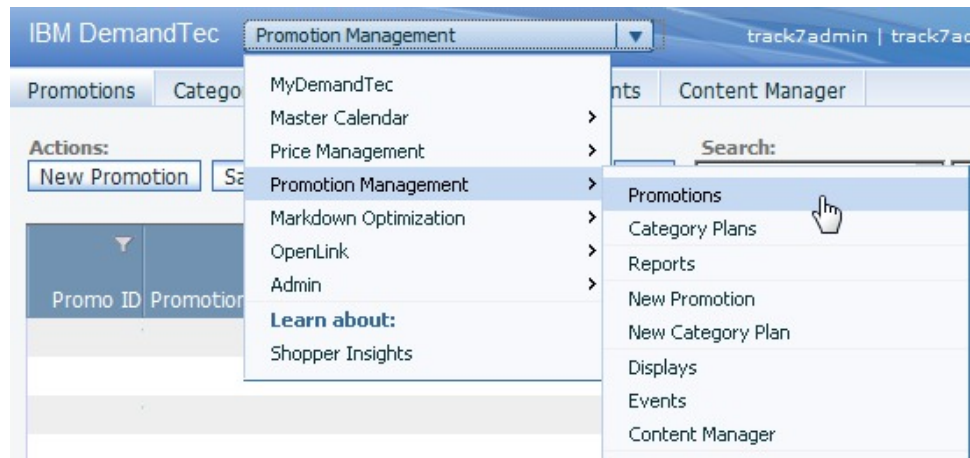 IBM DemandTec Promotion Management track7admin | track7ad
Promotions Catego nts Content Manager
Actions: Search:
New Promotion Sa
Promo ID Promotion
MyDemandTec
Master Calendar
Price Management
Promotion Management
Markdown Optimization
OpenLink
Admin
Learn about:
Shopper Insights
Promotions
Category Plans
Reports
New Promotion
New Category Plan
Displays
Events
Content Manager